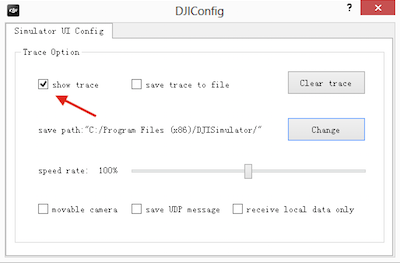 DJIConfig
?
Simulator UI Config
Trace Option
show trace
save trace to file
Clear trace
save path:"C:/Program Files (x86)/DJISimulator/"
Change
speed rate: 100%
movable camera
save UDP message
receive local data only